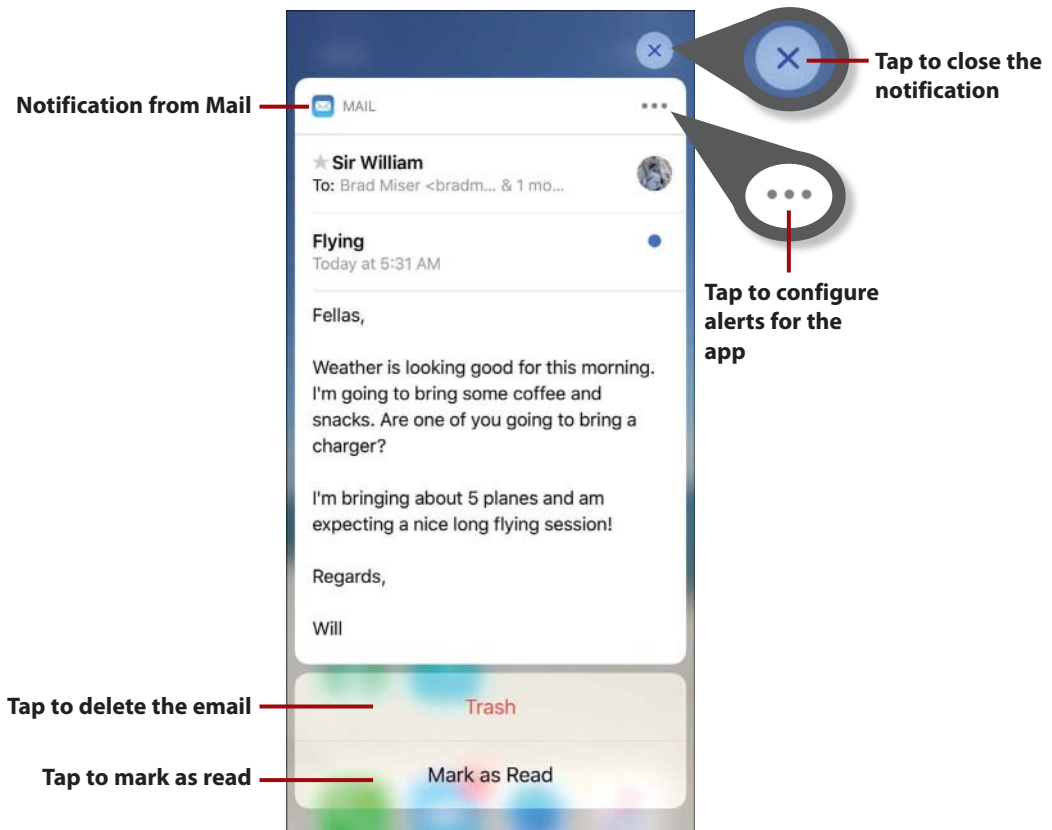 Tap to close the
notification
Notification from Mail
MAIL
Sir William
To: Brad Miser <bradm... & 1 mo...
Flying
Today at 5:31 AM
Tap to configure
alerts for the
app
Fellas,
Weather is looking good for this morning.
I'm going to bring some coffee and
snacks. Are one of you going to bring a
charger?
I'm bringing about 5 planes and am
expecting a nice long flying session!
Regards,
Will
Tap to delete the email
Trash
Tap to mark as read
Mark as Read